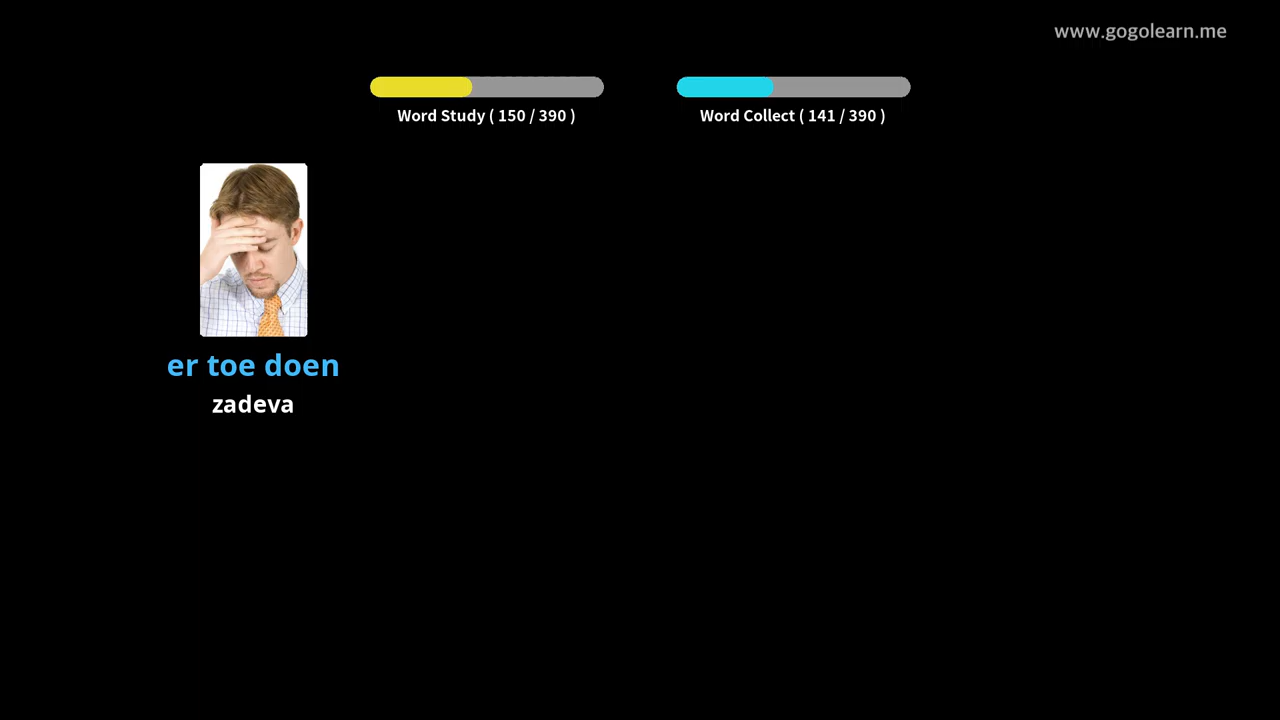 www.gogolearn.me
Word Study ( 150 / 390 )
Word Collect ( 141 / 390 )
er toe doen
zadeva